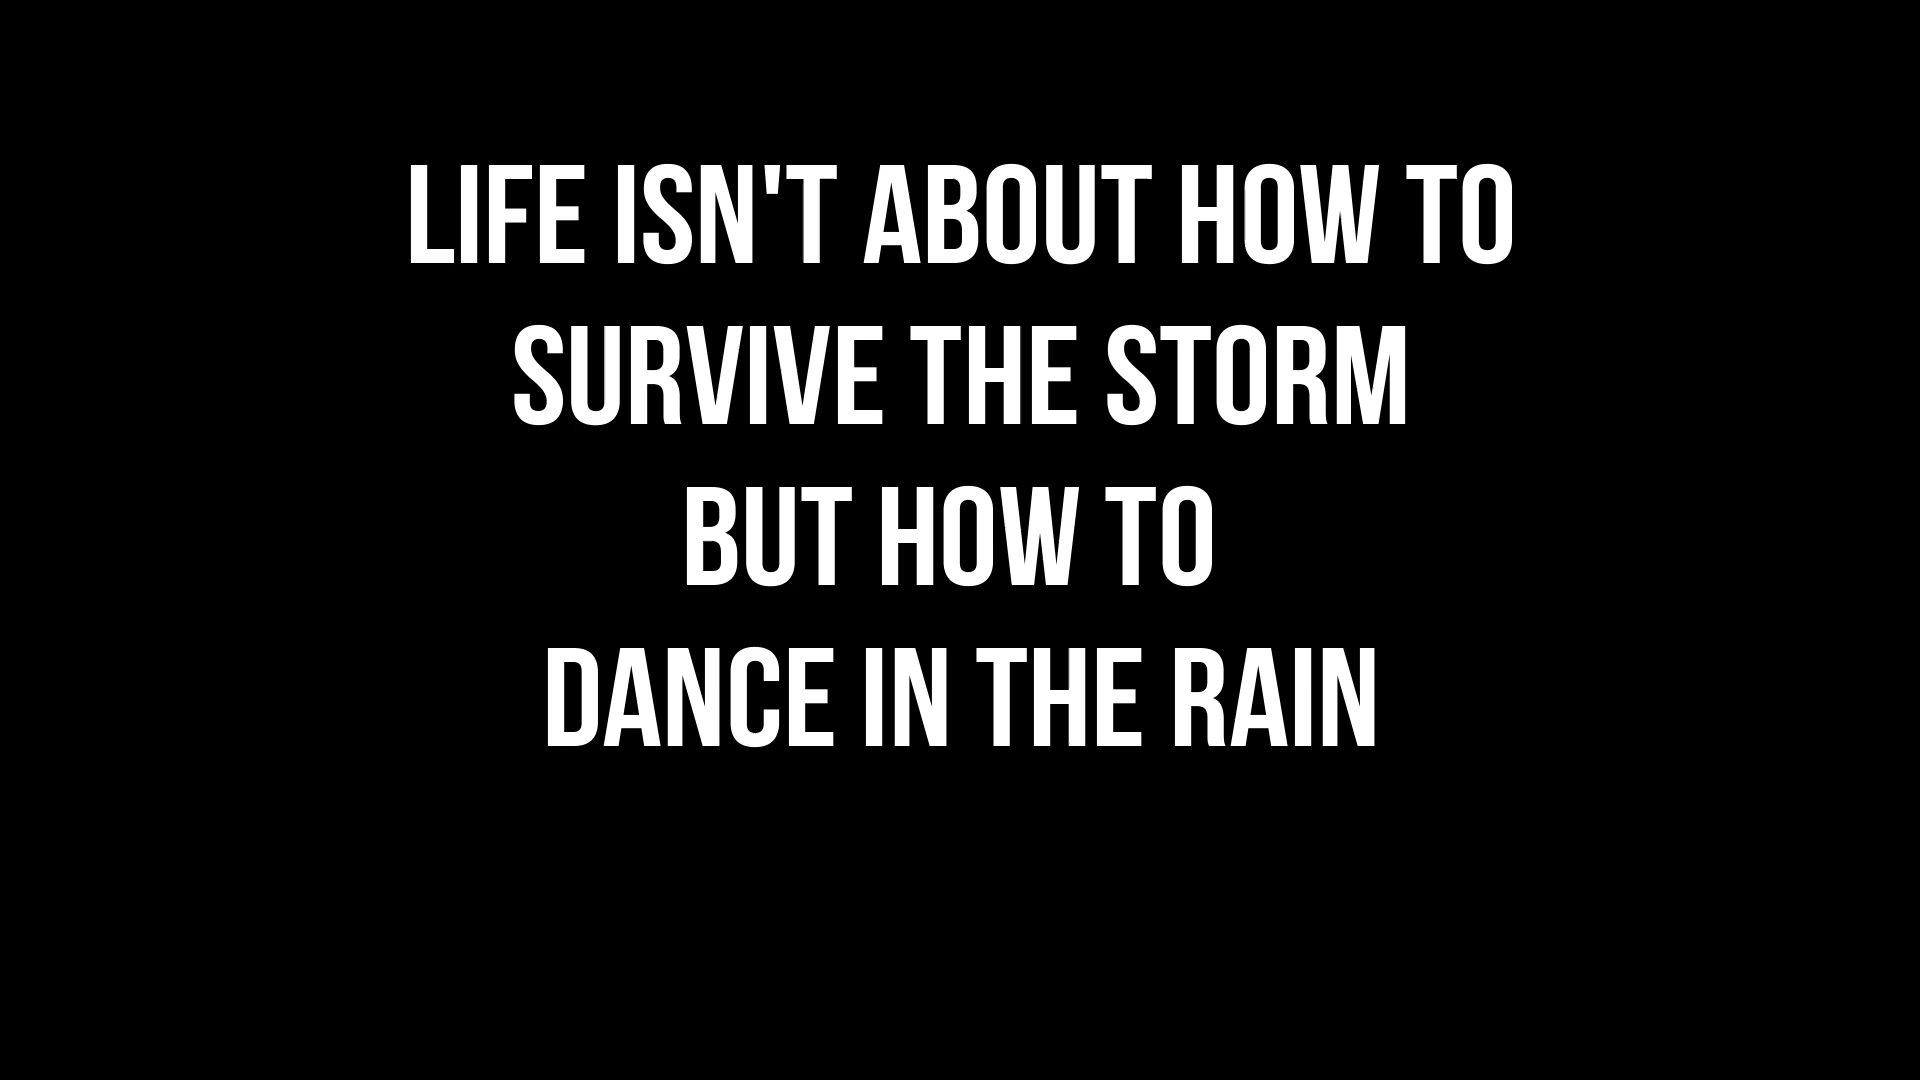 LIFE ISN'T ABOUT HOW TO
SURVIVE THE STORM
BUT HOW TO
DANCE IN THE RAIN